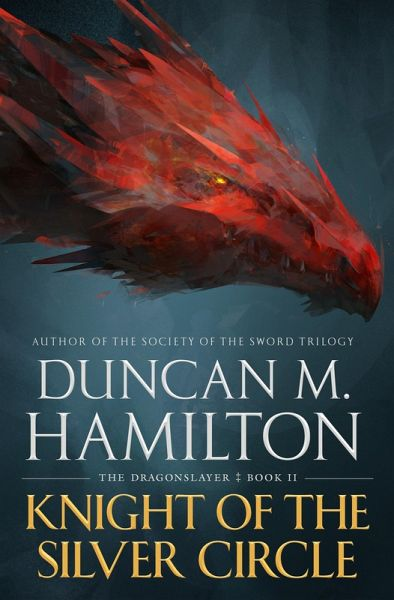 AUTHOR OF THE SOCIETY OF THE SWORD TRILOGY
DUNCAN M.
HAMILTON
THE DRAGONSLAYER ‡ BOOK II
KNIGHT OF THE
SILVER CIRCLE